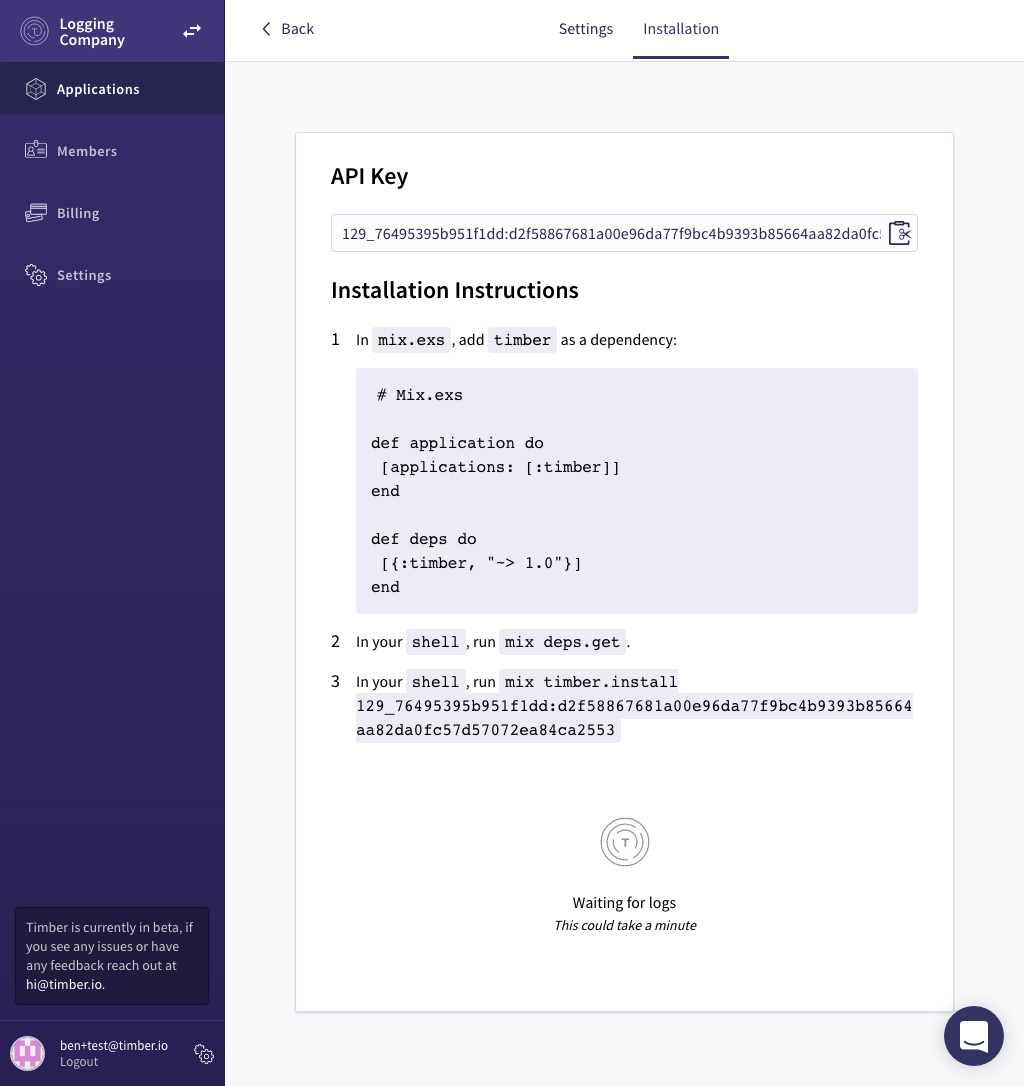 Logging
Company
Applications
Members
Billing
Settings
Timber is currently in beta, if
you see any issues or have
any feedback reach out at
hi@timber.io.
ben+test@timber.io
Logout
Back
Settings
Installation
API Key
129_76495395b951f1dd:d2f58867681a00e96da77f9bc4b9393b85664aa82da0fc5
Installation Instructions
1 In mix.exs, add timber as a dependency:
# Mix.exs
def application do
[applications: [:timber]]
end
def deps do
[{:timber, "~> 1.0"}]
end
2 In your shell, run mix deps.get.
3 In your shell, run mix timber.install
129_76495395b951f1dd:d2f58867681a00e96da77f9bc4b9393b85664
aa82da0fc57d57072ea84ca2553
T
Waiting for logs
This could take a minute